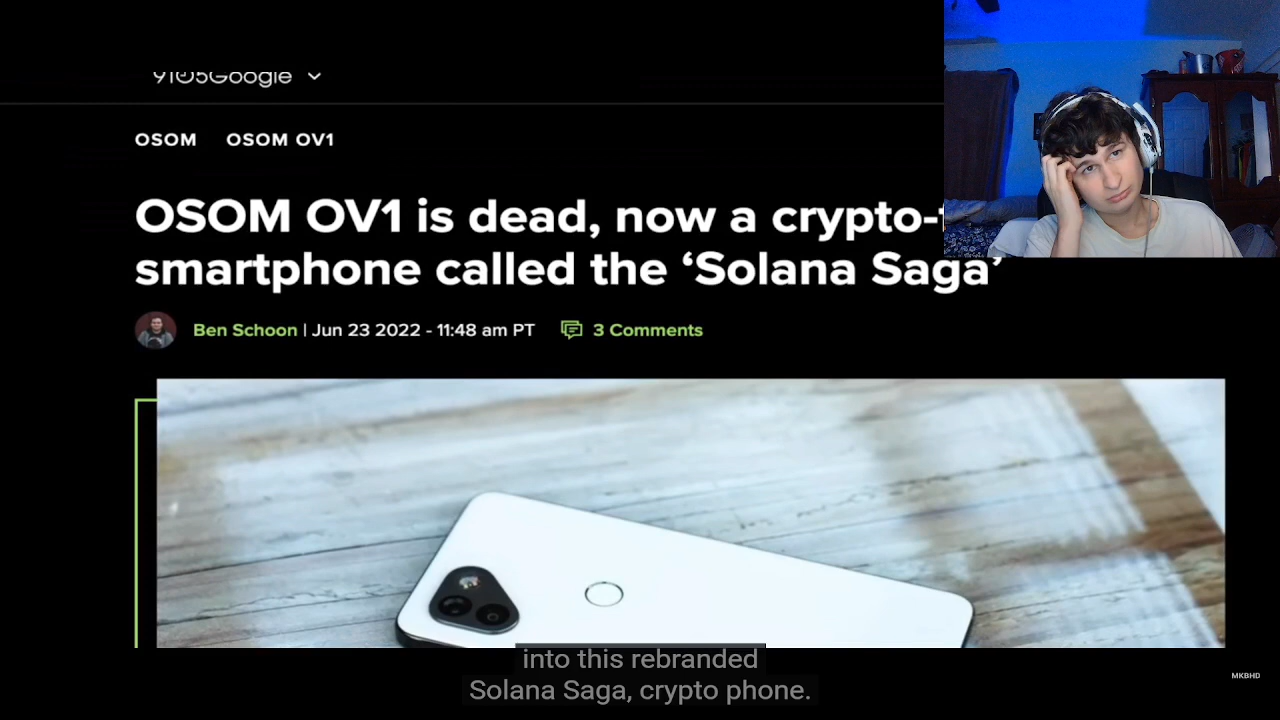 9TO5Google
OSOM OSOM OV1
OSOM OV1 is dead, now a crypto-
smartphone called the ‘Solana Saga’
Ben Schoon | Jun 23 2022 - 11:48 am PT 3 Comments
into this rebranded
Solana Saga, crypto phone.
MKBHD